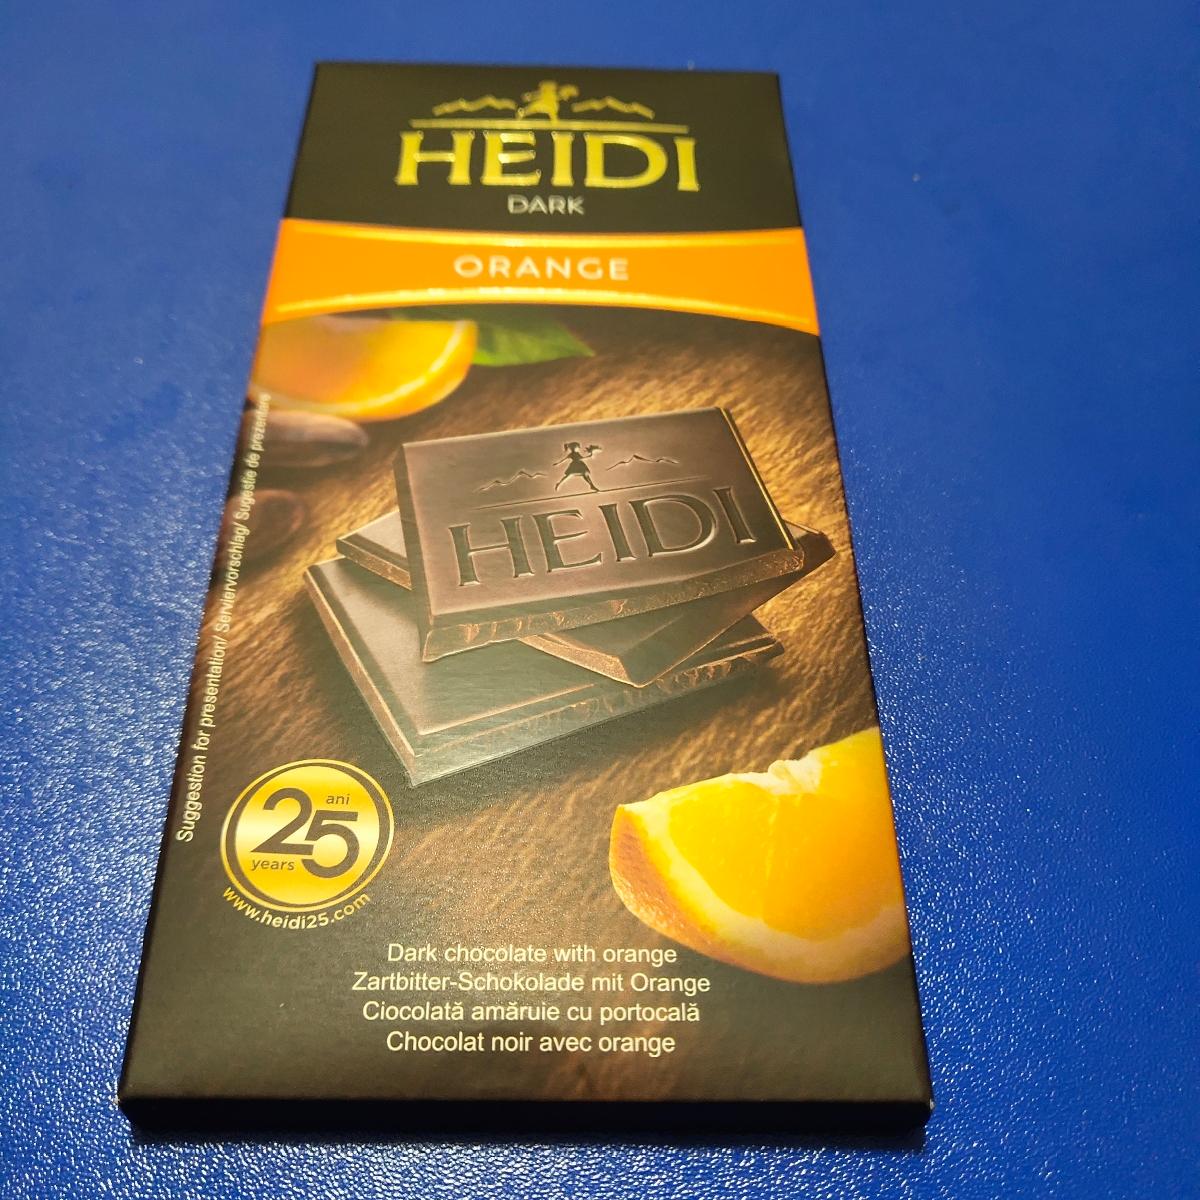 HEIDI
DARK
ORANGE
HEIDI
Suggestion for presentation/ Serviervorschlag/ Sugestie de prezentare
25
ani
years
www.heidi25.com
Dark chocolate with orange
Zartbitter-Schokolade mit Orange
Ciocolată amăruie cu portocală
Chocolat noir avec orange